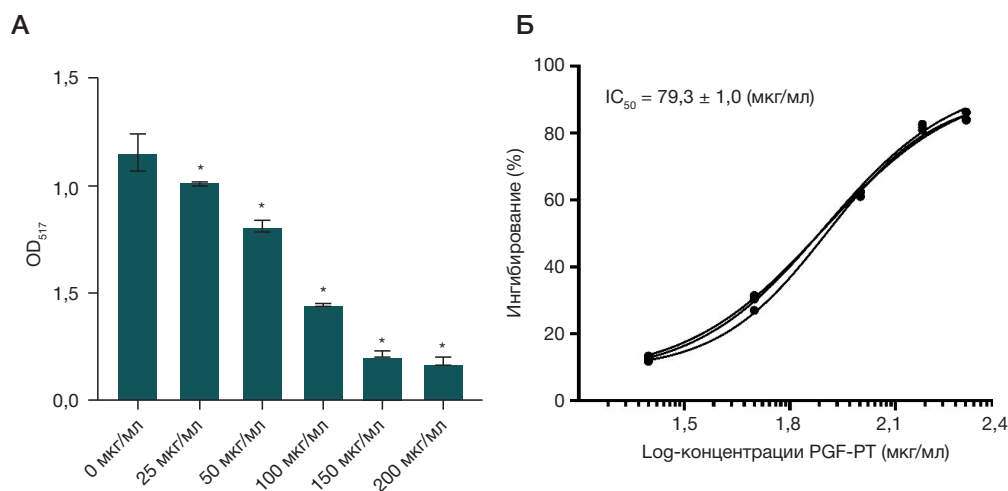 А
OD517
1,5
1,0
1,5
0,0
*
*
*
*
*
0 мкг/мл
25 мкг/мл
50 мкг/мл
100 мкг/мл
150 мкг/мл
200 мкг/мл
Б
IC50 = 79,3 ± 1,0 (мкг/мл)
Ингибирование (%)
100
80
60
40
20
0
1,5
1,8
2,1
2,4
Log-концентрации PGF-PT (мкг/мл)